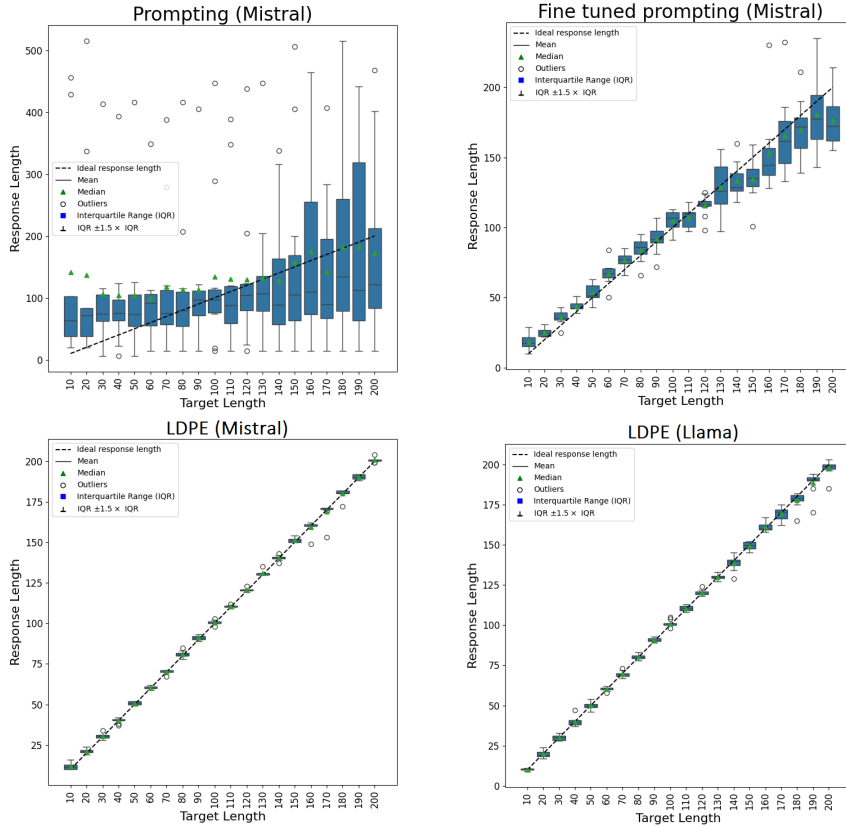 Prompting (Mistral)
Response Length
500
400
300
200
100
0
Ideal response length
Mean
Median
Outliers
Interquartile Range (IQR)
IQR ±1.5 × IQR
10 20 30 40 50 60 70 80 90 100 110 120 130 140 150 160 170 180 190 200
Target Length
Fine tuned prompting (Mistral)
Response Length
200
150
100
50
0
Ideal response length
Mean
Median
Outliers
Interquartile Range (IQR)
IQR ±1.5 × IQR
10 20 30 40 50 60 70 80 90 100 110 120 130 140 150 160 170 180 190 200
Target Length
LDPE (Mistral)
Response Length
200
175
150
125
100
75
50
25
Ideal response length
Mean
Median
Outliers
Interquartile Range (IQR)
IQR ±1.5 × IQR
10 20 30 40 50 60 70 80 90 100 110 120 130 140 150 160 170 180 190 200
Target Length
LDPE (Llama)
Response Length
200
175
150
125
100
75
50
25
0
Ideal response length
Mean
Median
Outliers
Interquartile Range (IQR)
IQR ±1.5 × IQR
10 20 30 40 50 60 70 80 90 100 110 120 130 140 150 160 170 180 190 200
Target Length